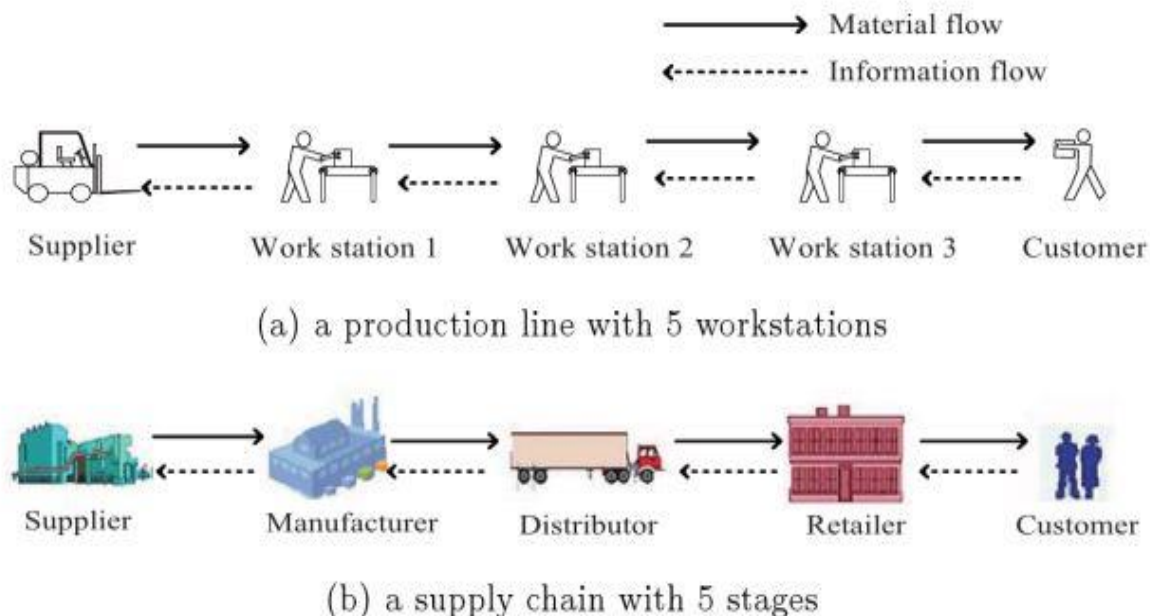 Material flow
Information flow
Supplier Work station 1 Work station 2 Work station 3 Customer
(a) a production line with 5 workstations
Supplier Manufacturer Distributor Retailer Customer
(b) a supply chain with 5 stages